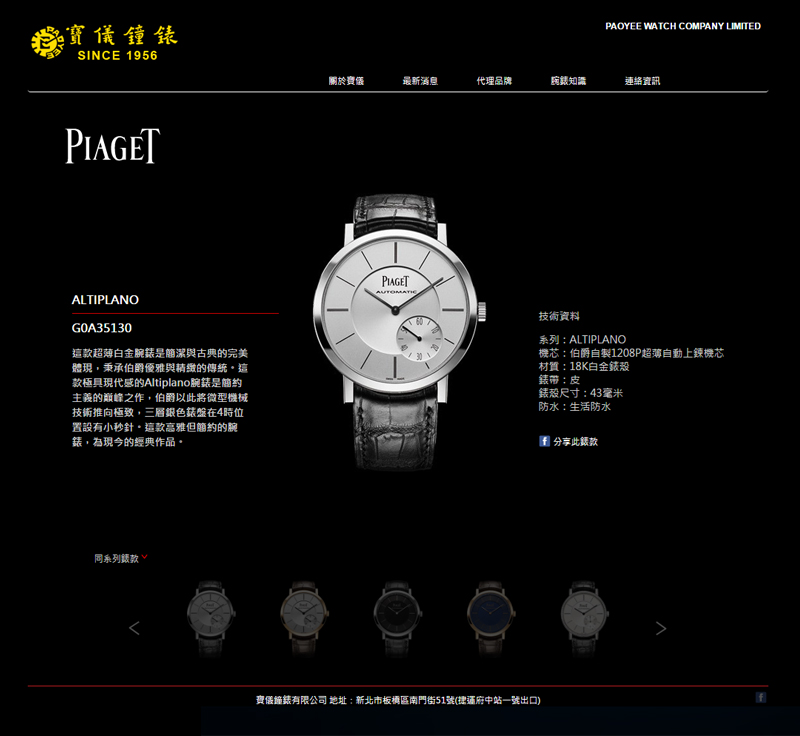 PAOYEE WATCH COMPANY LIMITED
寶儀鐘錶
PAOYEE
SINCE 1956
關於寶儀 最新消息 代理品牌 腕錶知識 連絡資訊
PIAGET
PIAGET
AUTOMATIC
60
20
30
40
ALTIPLANO
G0A35130
這款超薄白金腕錶是簡潔與古典的完美
體現，秉承伯爵優雅與精緻的傳統。這
款極具現代感的Altiplano腕錶是簡約
主義的巔峰之作，伯爵以此將微型機械
技術推向極致，三層銀色錶盤在4時位
置設有小秒針。這款高雅但簡約的腕
錶，為現今的經典作品。
技術資料
系列：ALTIPLANO
機芯：伯爵自製1208P超薄自動上鍊機芯
材質：18K白金錶殼
錶帶：皮
錶殼尺寸：43毫米
防水：生活防水
分享此錶款
同系列錶款
寶儀鐘錶有限公司 地址：新北市板橋區南門街51號(捷運府中站一號出口)